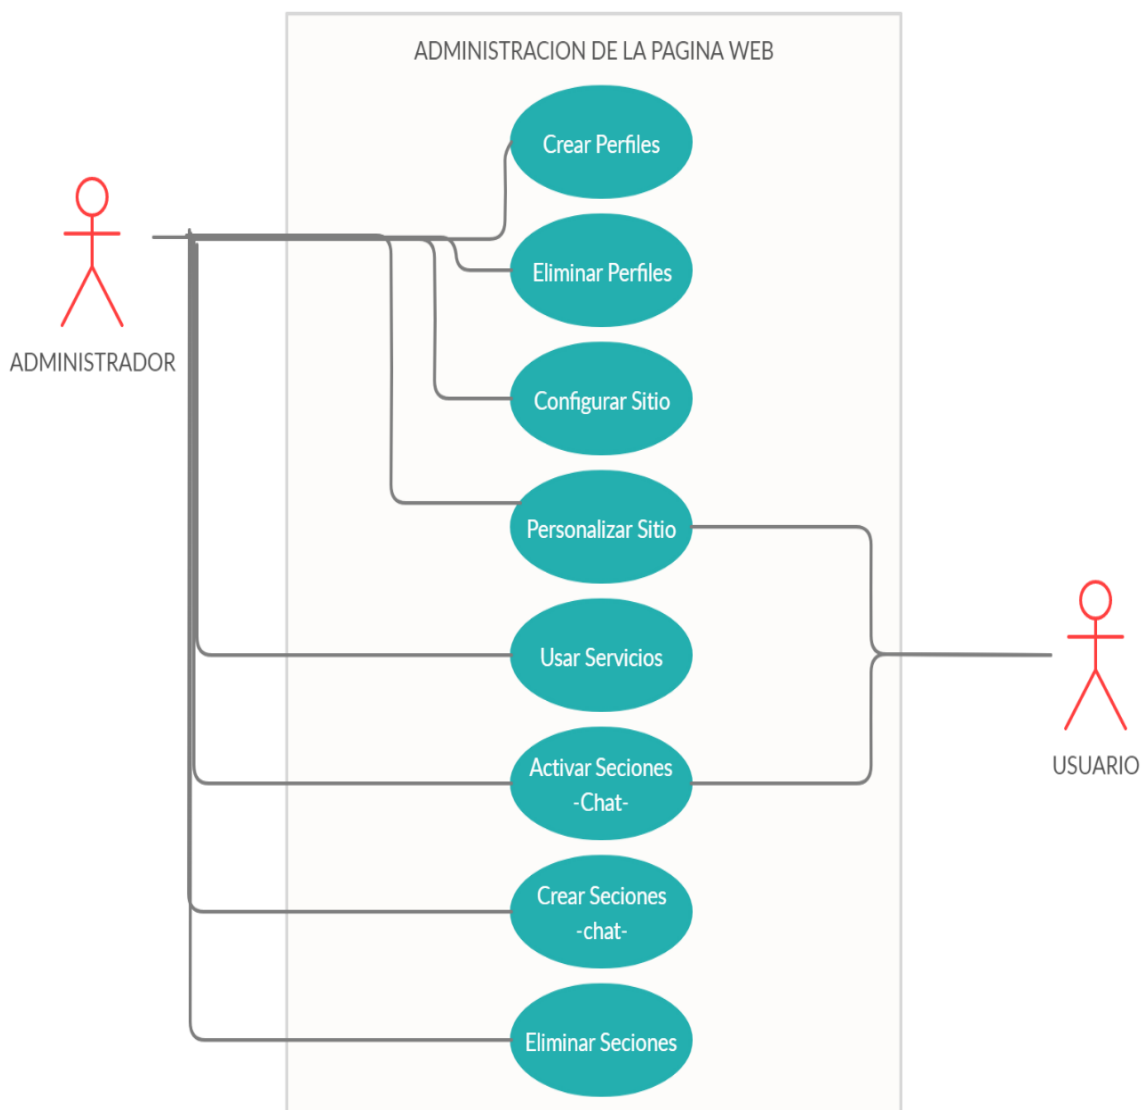 ADMINISTRACION DE LA PAGINA WEB
Crear Perfiles
Eliminar Perfiles
ADMINISTRADOR
Configurar Sitio
Personalizar Sitio
Usar Servicios
USUARIO
Activar Seciones
-Chat-
Crear Seciones
-chat-
Eliminar Seciones